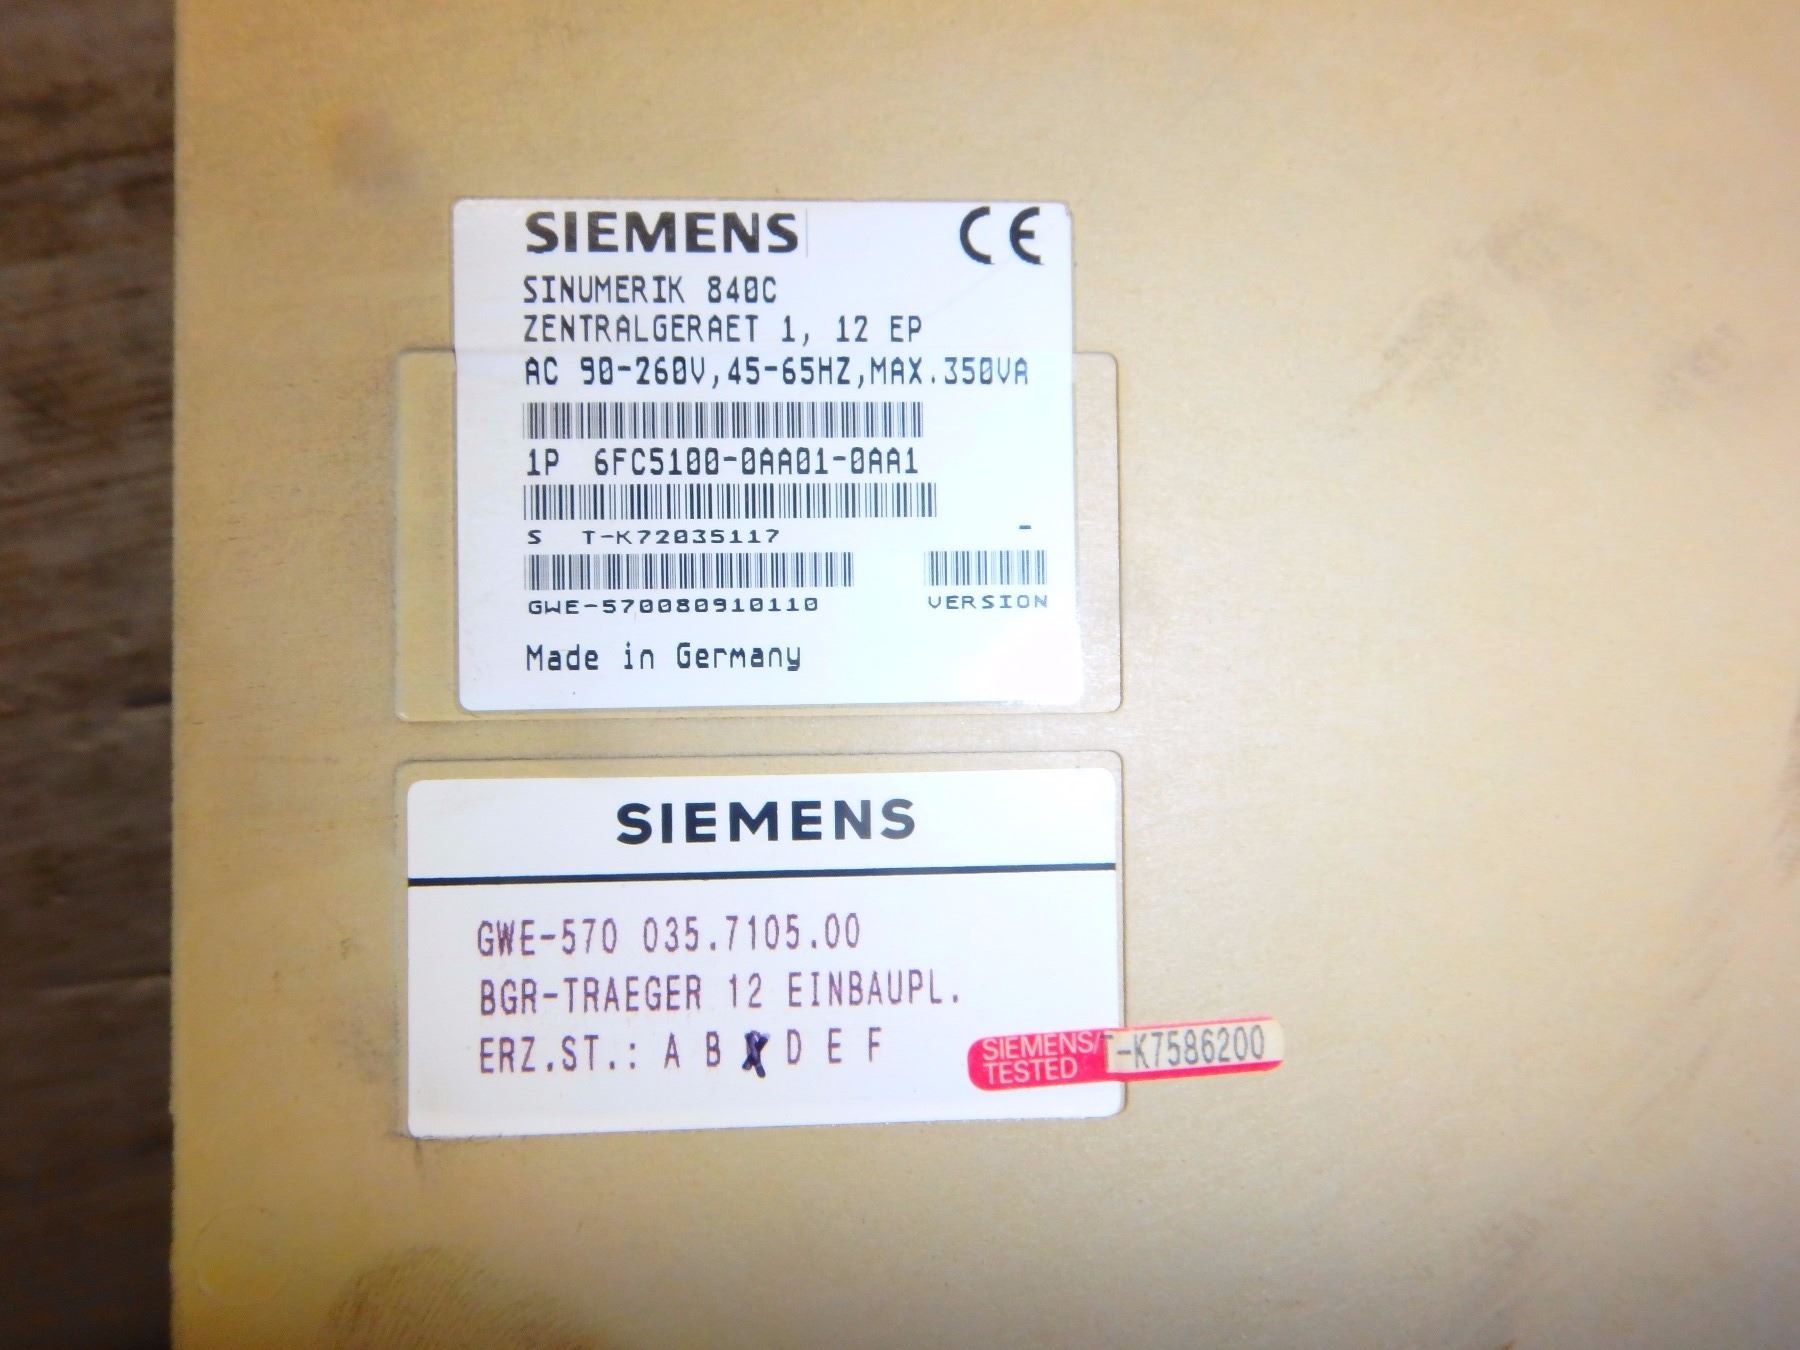 SIEMENS CE
SINUMERIK 840C
ZENTRALGERAET 1, 12 EP
AC 90-260V,45-65HZ,MAX.350VA
1P 6FC5100-0AA01-0AA1
S T-K72035117 -
GWE-570080910110 VERSION
Made in Germany
SIEMENS
GWE-570 035.7105.00
BGR-TRAEGER 12 EINBAUPL.
ERZ.ST.: A B X D E F
SIEMENS/T-K7586200
TESTED